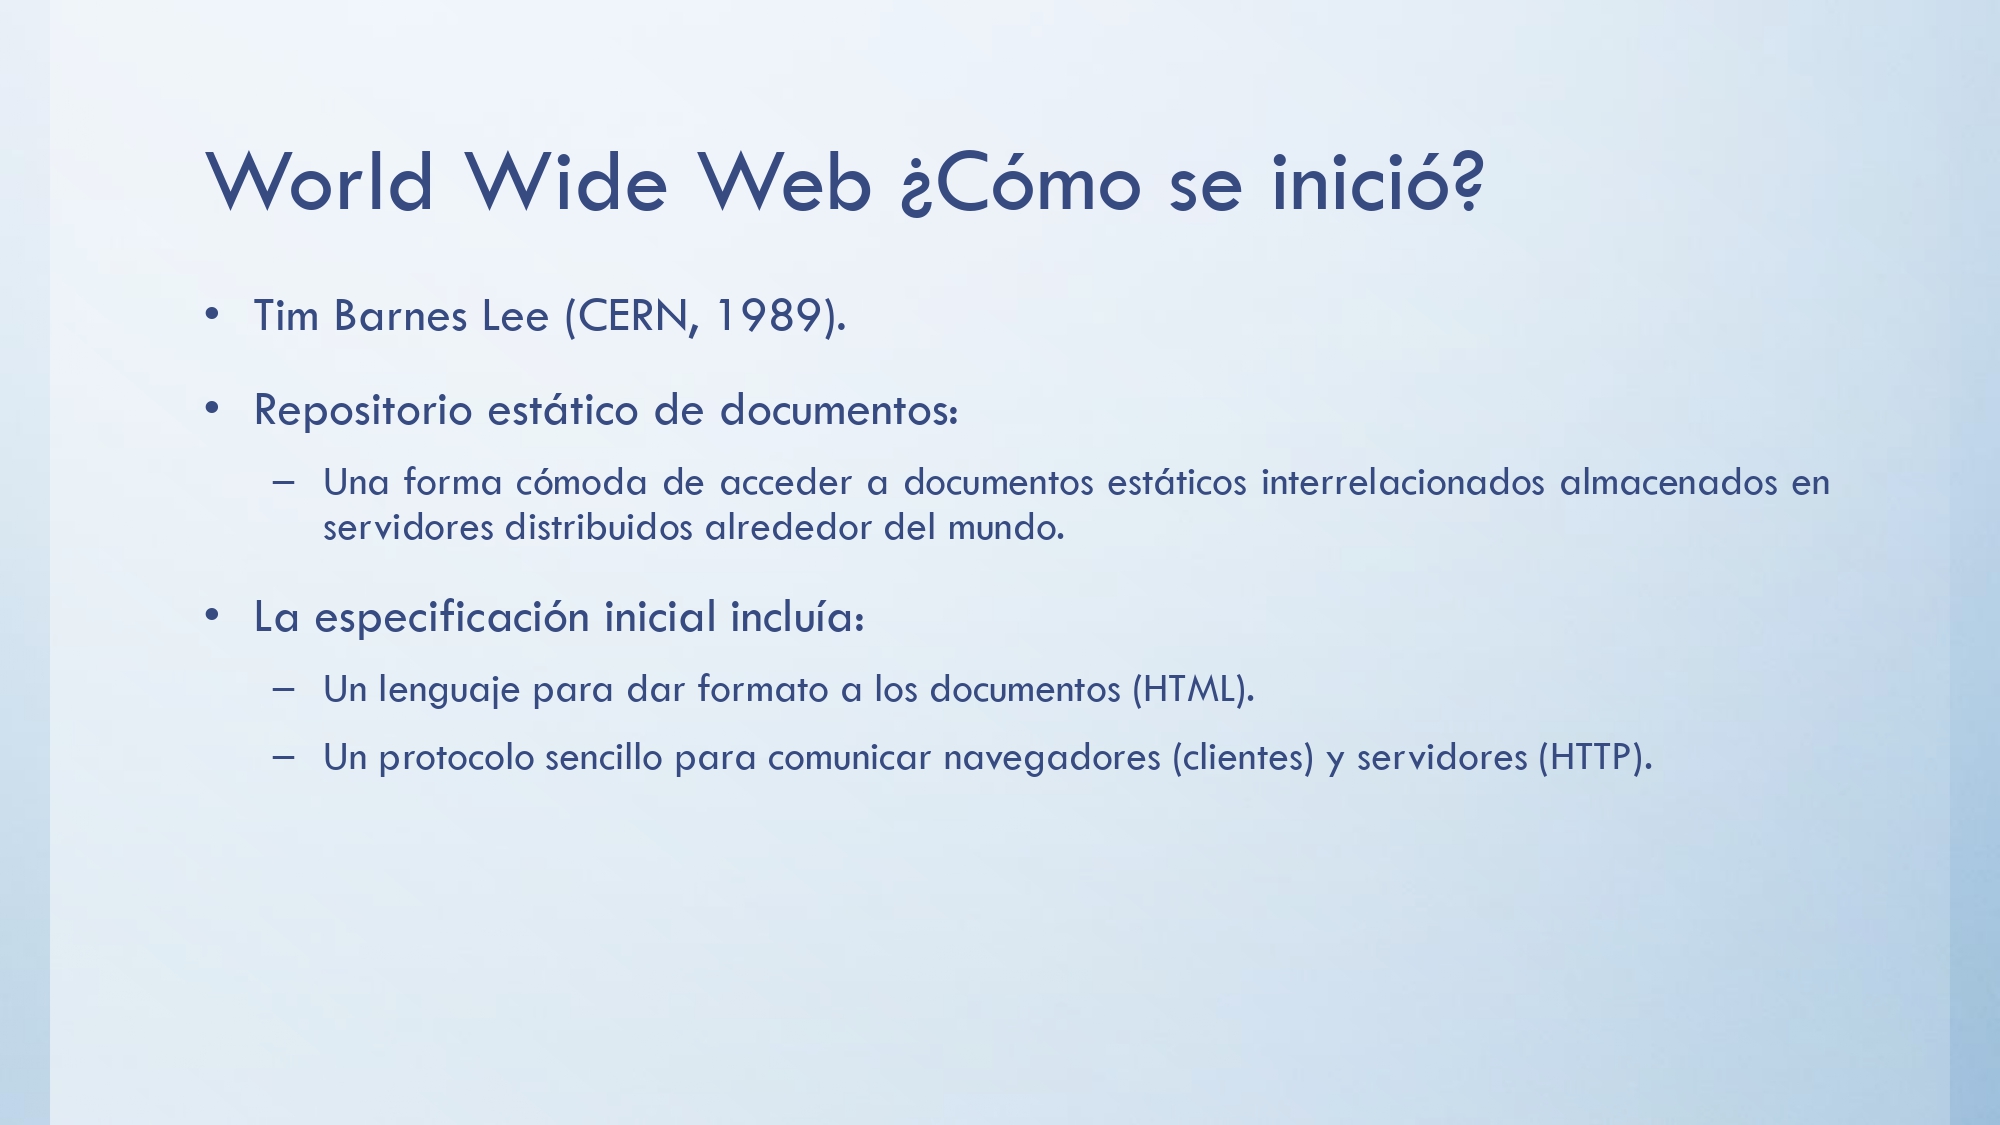 World Wide Web ¿Cómo se inició?
• Tim Barnes Lee (CERN, 1989).
• Repositorio estático de documentos:
– Una forma cómoda de acceder a documentos estáticos interrelacionados almacenados en
servidores distribuidos alrededor del mundo.
• La especificación inicial incluía:
– Un lenguaje para dar formato a los documentos (HTML).
– Un protocolo sencillo para comunicar navegadores (clientes) y servidores (HTTP).